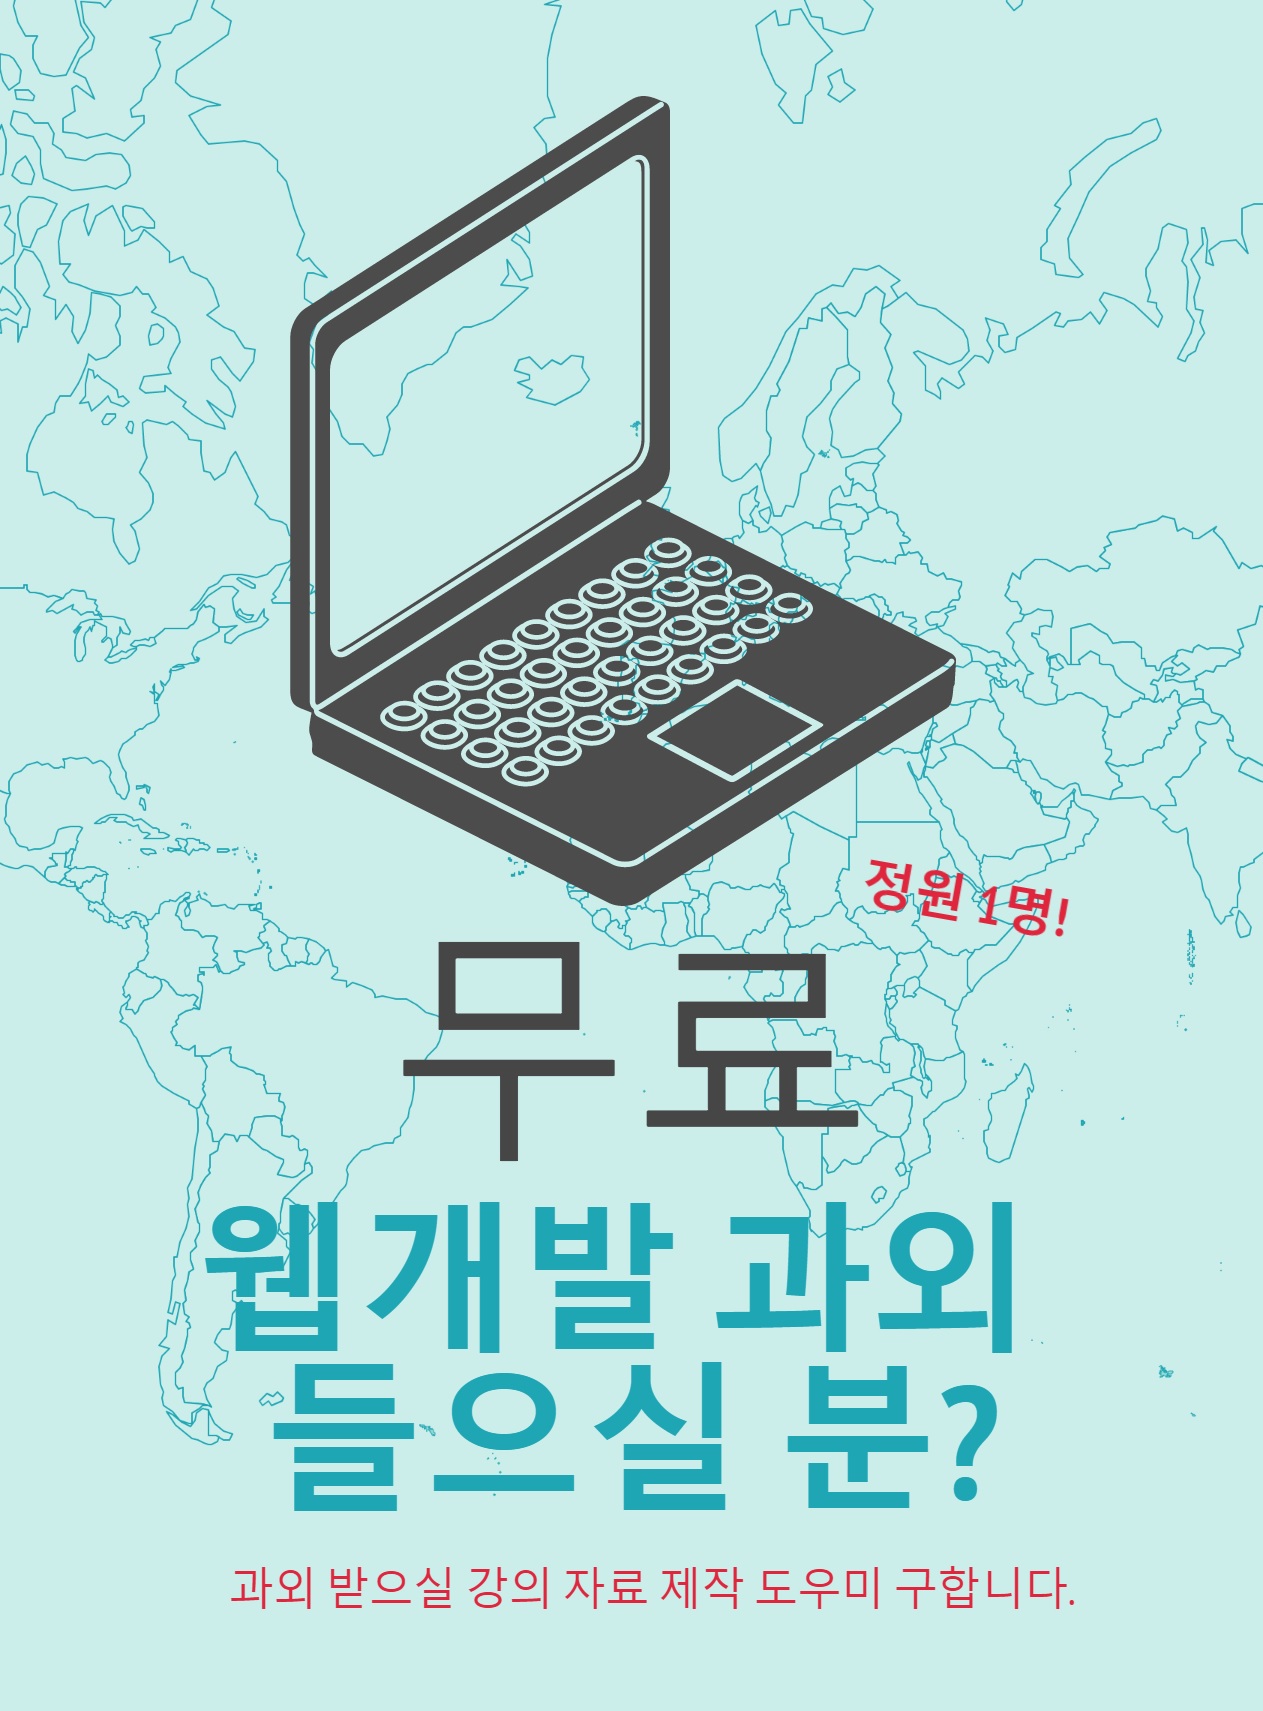 정원 1명!
무료
웹개발 과외
들으실 분?
과외 받으실 강의 자료 제작 도우미 구합니다.